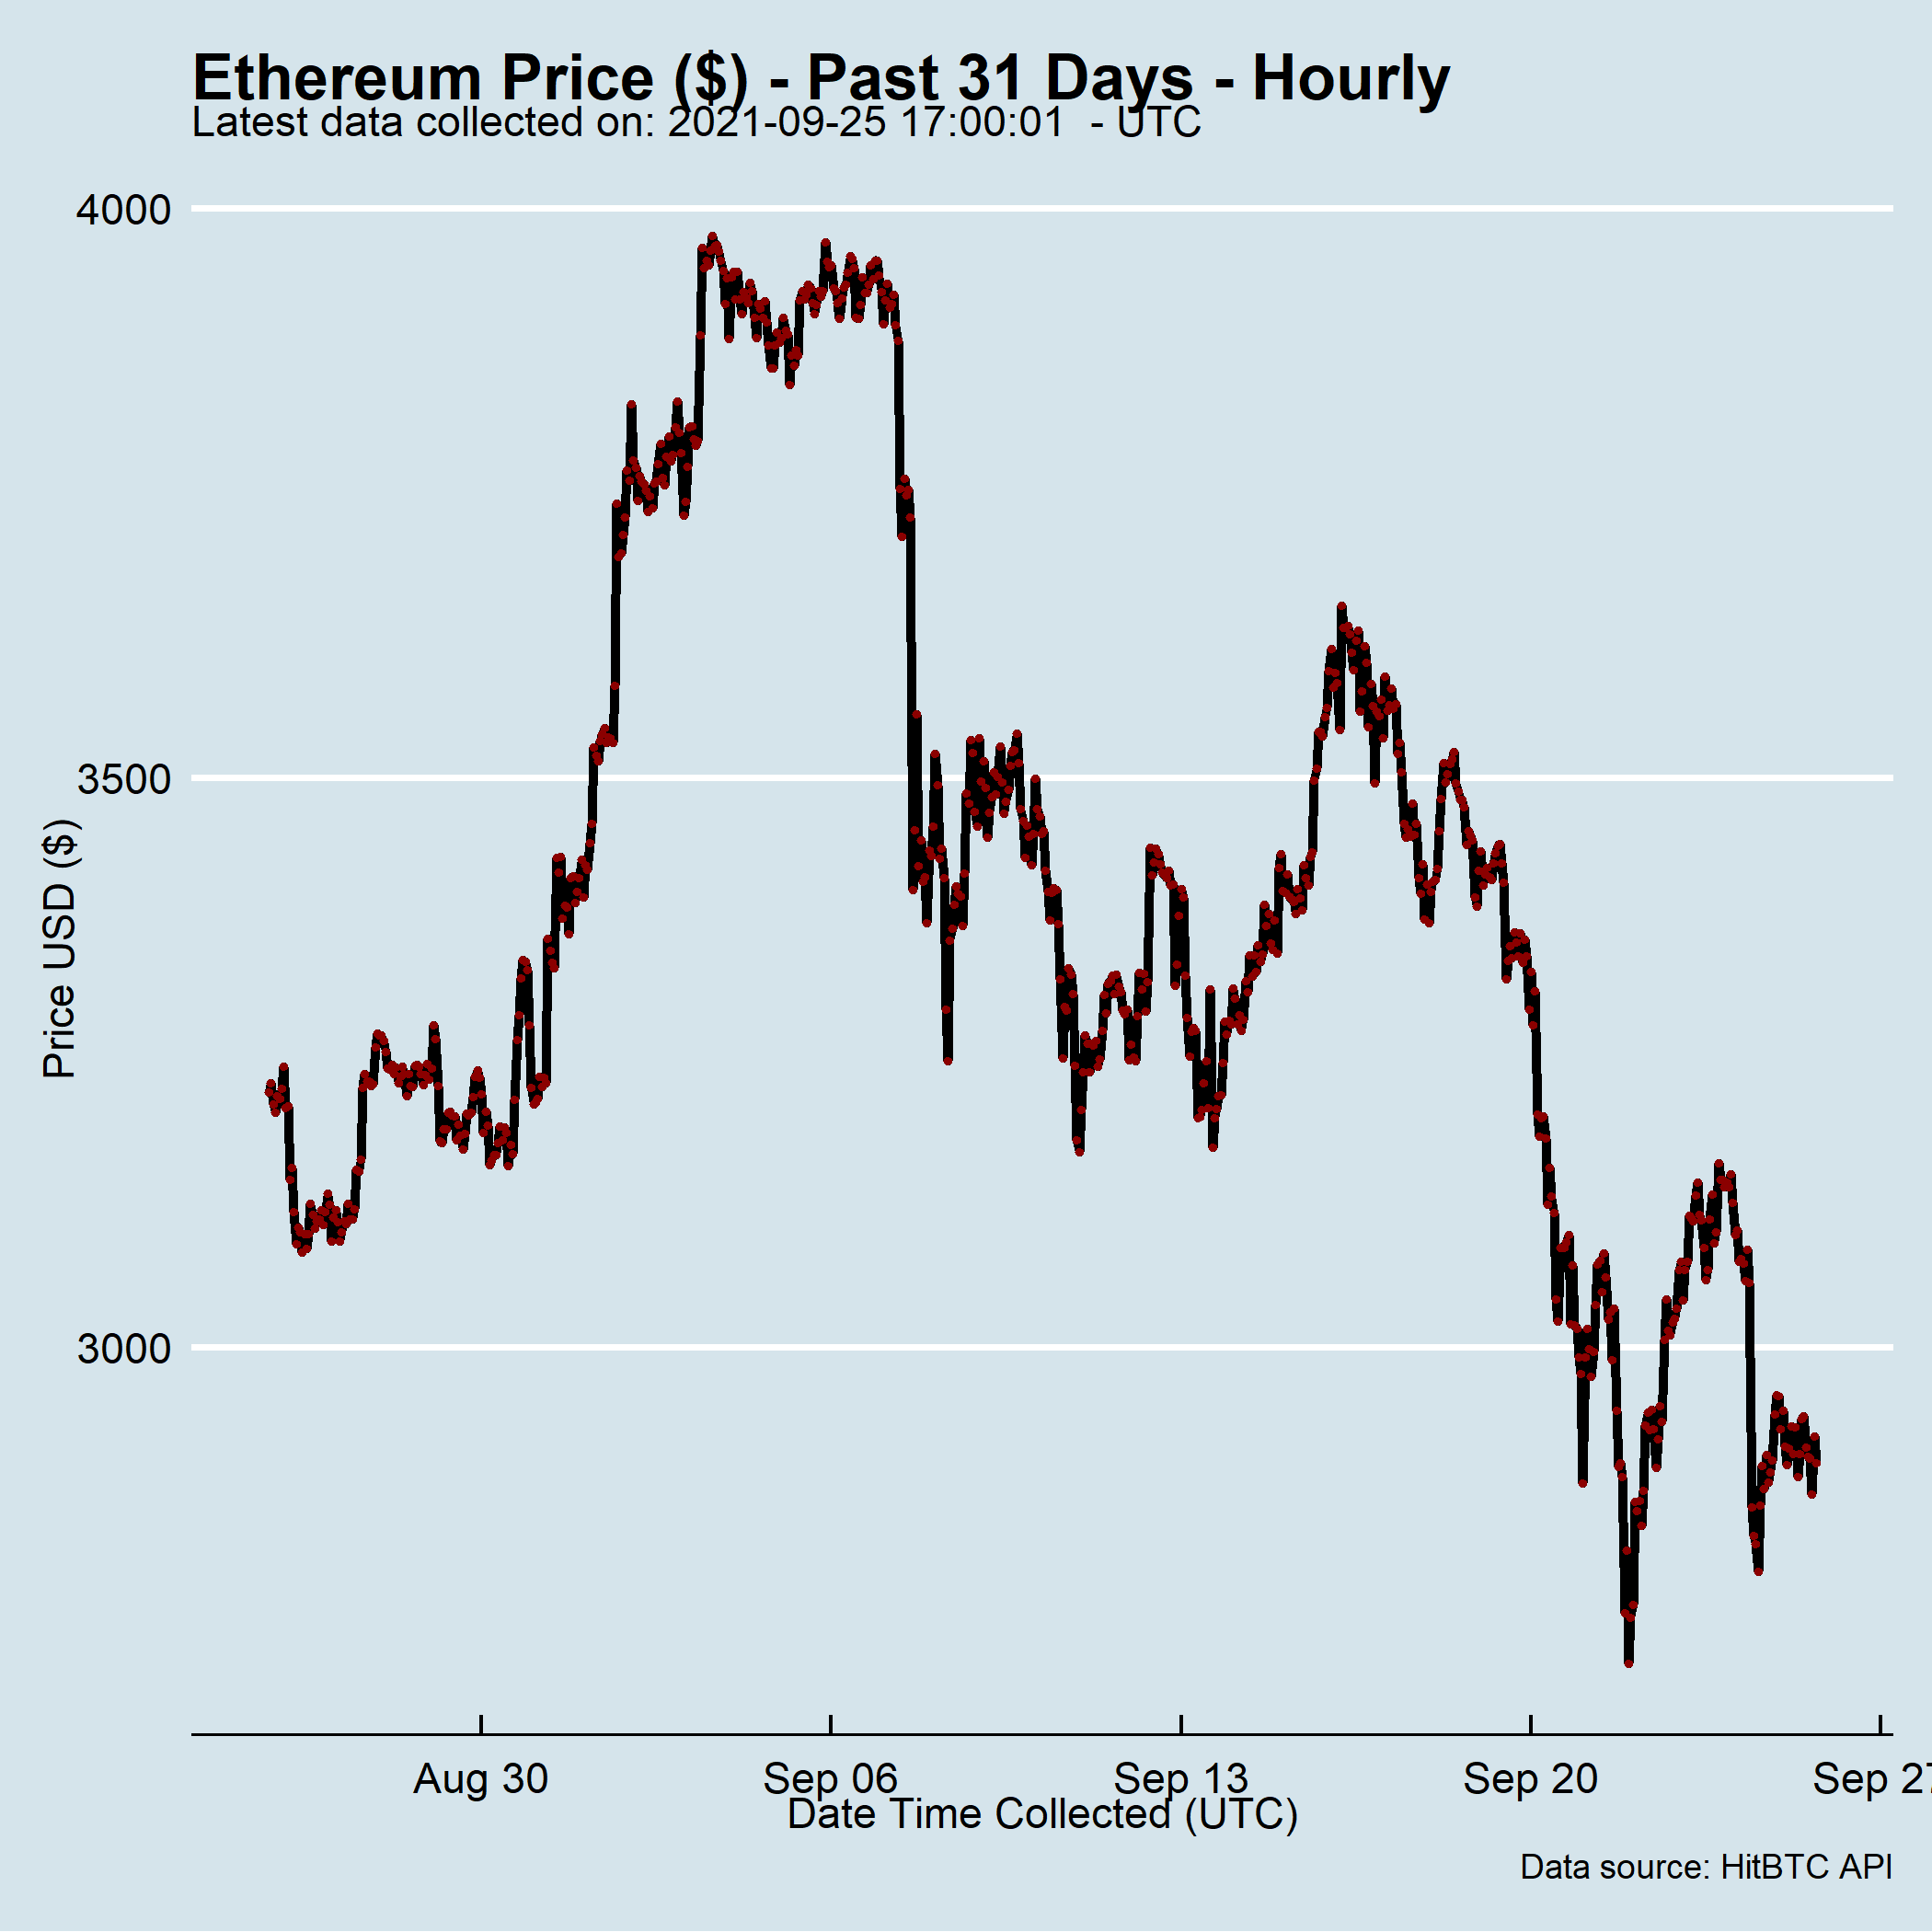 Ethereum Price ($) - Past 31 Days - Hourly
Latest data collected on: 2021-09-25 17:00:01  - UTC
4000
3500
3000
Price USD ($)
Aug 30 Sep 06 Sep 13 Sep 20 Sep 27
Date Time Collected (UTC)
Data source: HitBTC API